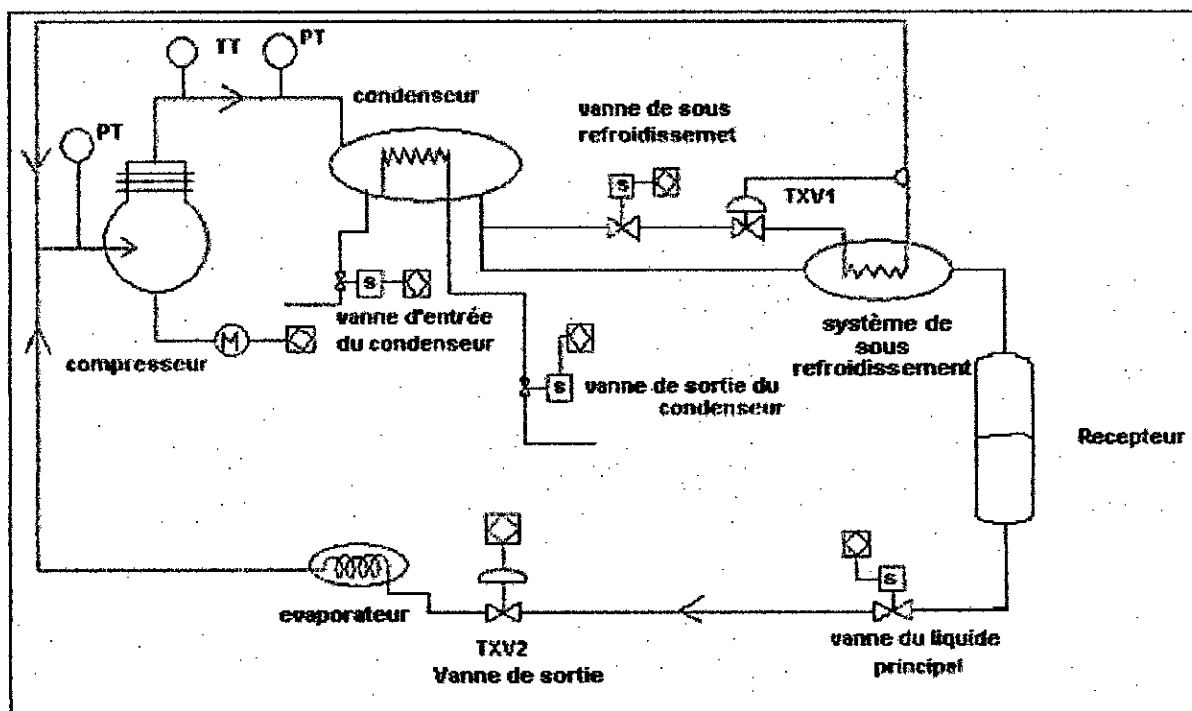 TT
PT
condenseur
PT
vanne de sous
refroidissemet
S
TXV1
S
vanne d'entrée
du condenseur
M
compresseur
système de
sous
refroidissement
S
vanne de sortie du
condenseur
Recepteur
evaporateur
TXV2
Vanne de sortie
S
vanne du liquide
principal